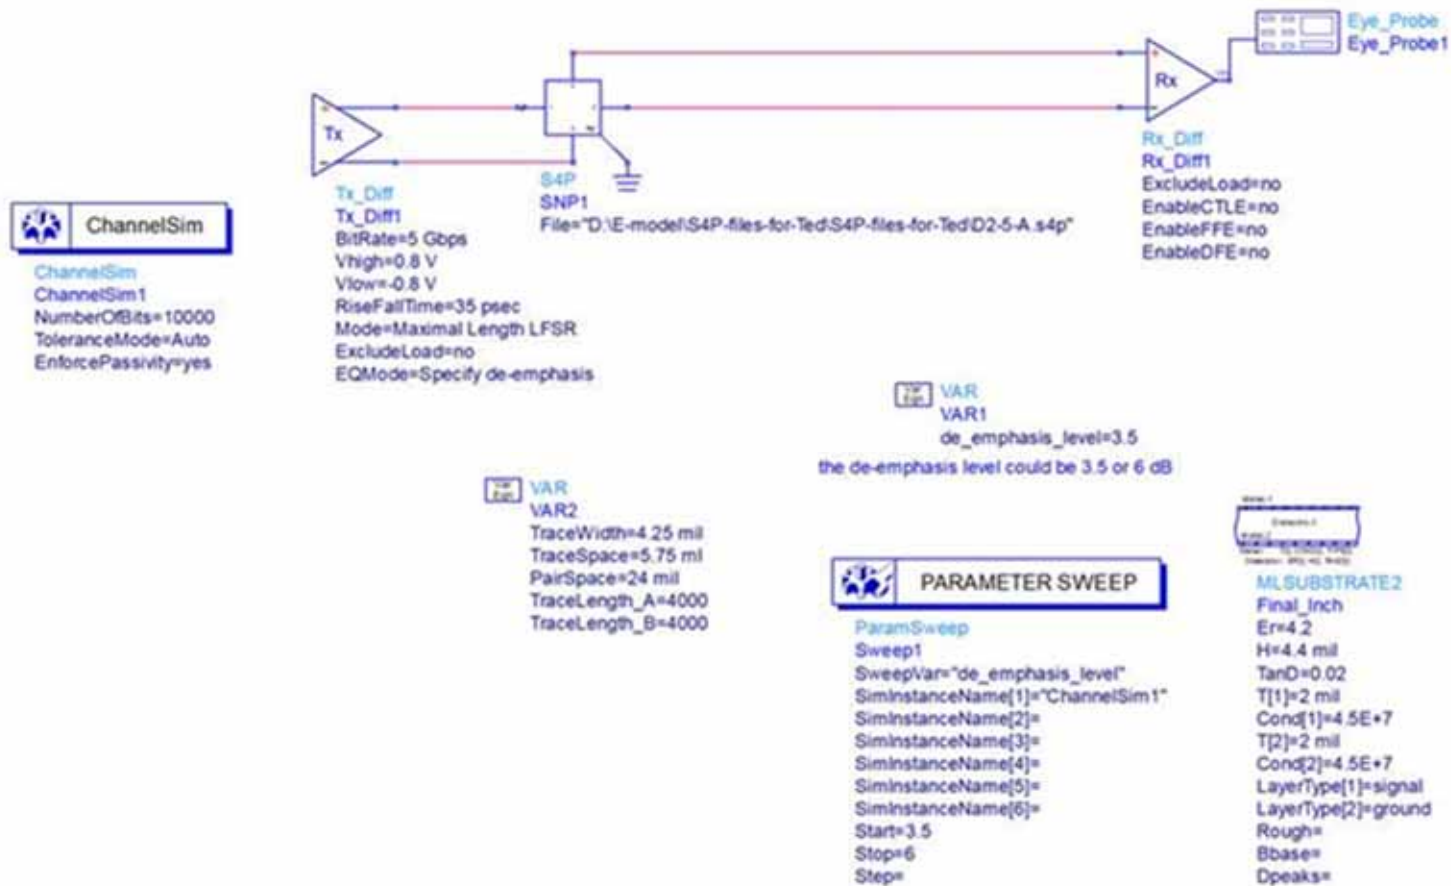 Eye_Probe
Eye_Probe1
Tx
Rx
Rx_Diff
Rx_Diff1
ExcludeLoad=no
EnableCTLE=no
EnableFFE=no
EnableDFE=no
S4P
SNP1
File="D:\E-model\S4P-files-for-Ted\S4P-files-for-Ted\D2-5-A.s4p"
Tx_Diff
Tx_Diff1
BitRate=5 Gbps
Vhigh=0.8 V
Vlow=-0.8 V
RiseFallTime=35 psec
Mode=Maximal Length LFSR
ExcludeLoad=no
EQMode=Specify de-emphasis
ChannelSim
ChannelSim
ChannelSim1
NumberOfBits=10000
ToleranceMode=Auto
EnforcePassivity=yes
VAR
VAR1
de_emphasis_level=3.5
the de-emphasis level could be 3.5 or 6 dB
VAR
VAR2
TraceWidth=4.25 mil
TraceSpace=5.75 ml
PairSpace=24 mil
TraceLength_A=4000
TraceLength_B=4000
PARAMETER SWEEP
ParamSweep
Sweep1
SweepVar="de_emphasis_level"
SimInstanceName[1]="ChannelSim1"
SimInstanceName[2]=
SimInstanceName[3]=
SimInstanceName[4]=
SimInstanceName[5]=
SimInstanceName[6]=
Start=3.5
Stop=6
Step=
MLSUBSTRATE2
Final_Inch
Er=4.2
H=4.4 mil
TanD=0.02
T[1]=2 mil
Cond[1]=4.5E+7
T[2]=2 mil
Cond[2]=4.5E+7
LayerType[1]=signal
LayerType[2]=ground
Rough=
Bbase=
Dpeaks=